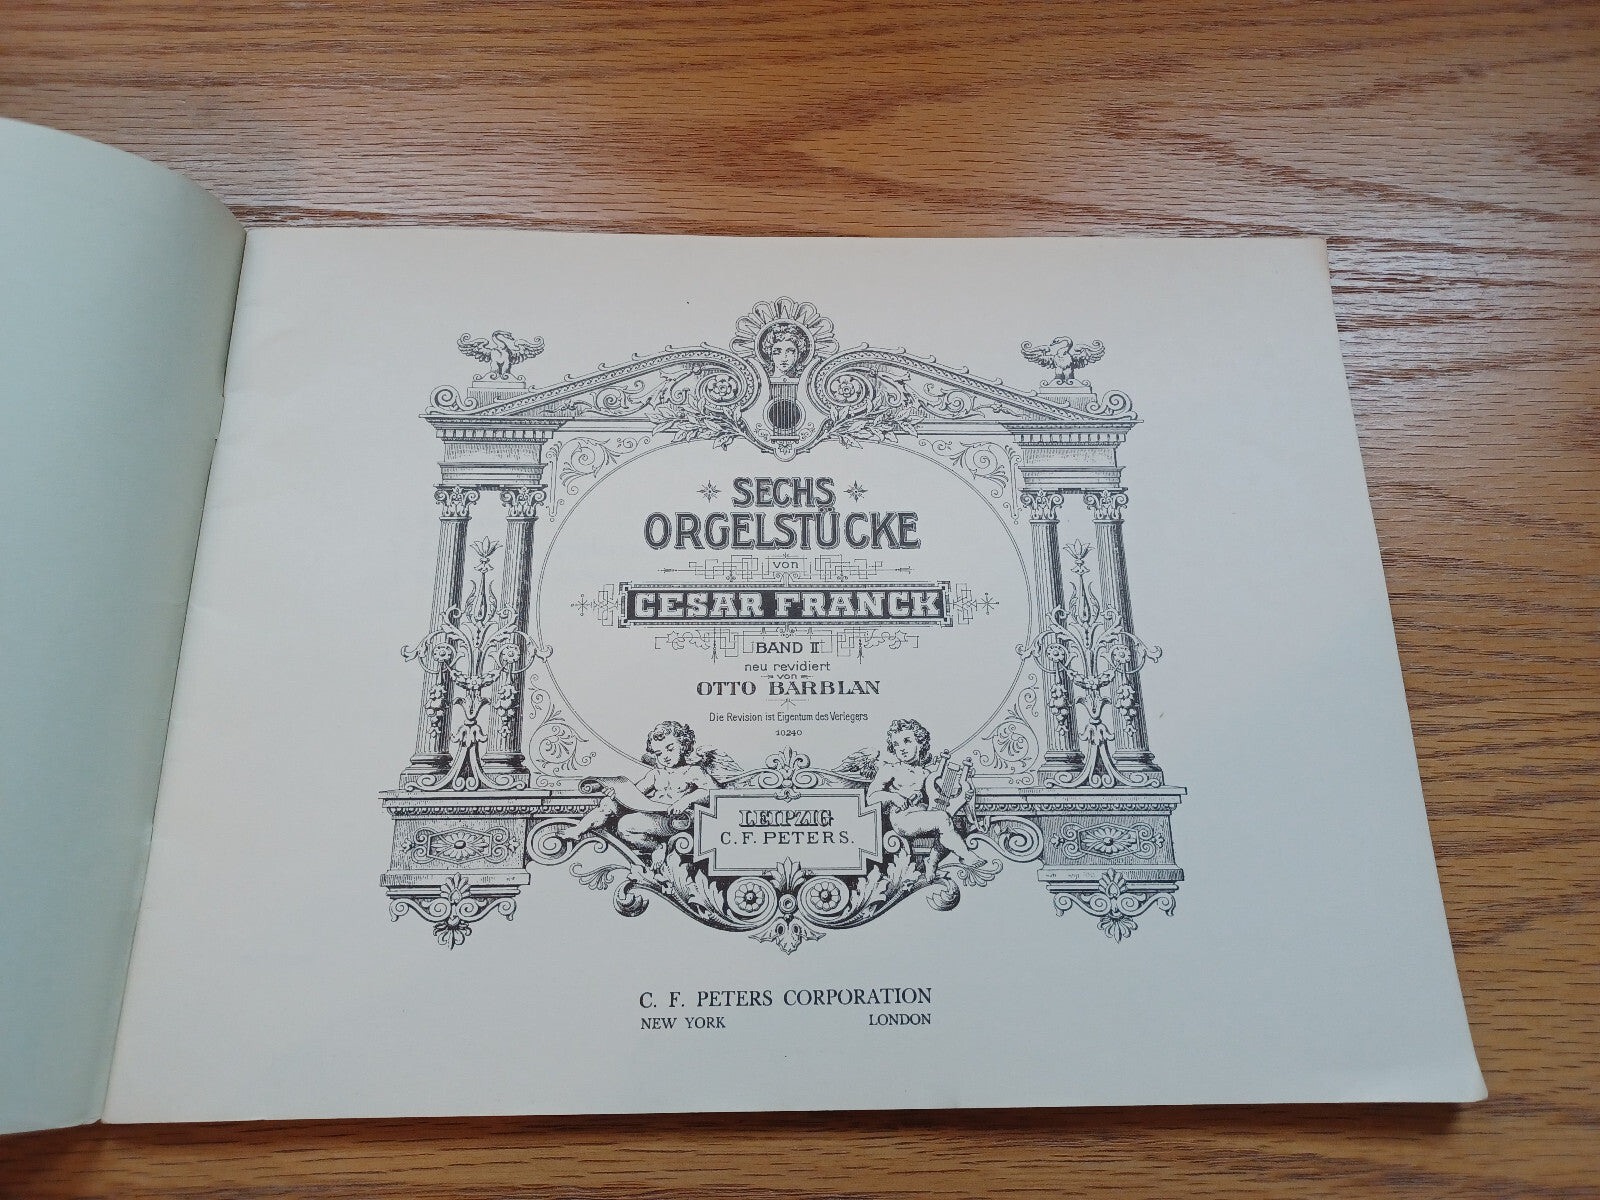 SECHS
ORGELSTÜCKE
von
CESAR FRANCK
BAND II
neu revidiert
von
OTTO BARBLAN
Die Revision ist Eigentum des Verlegers
10240
LEIPZIG
C. F. PETERS.
C. F. PETERS CORPORATION
NEW YORK LONDON